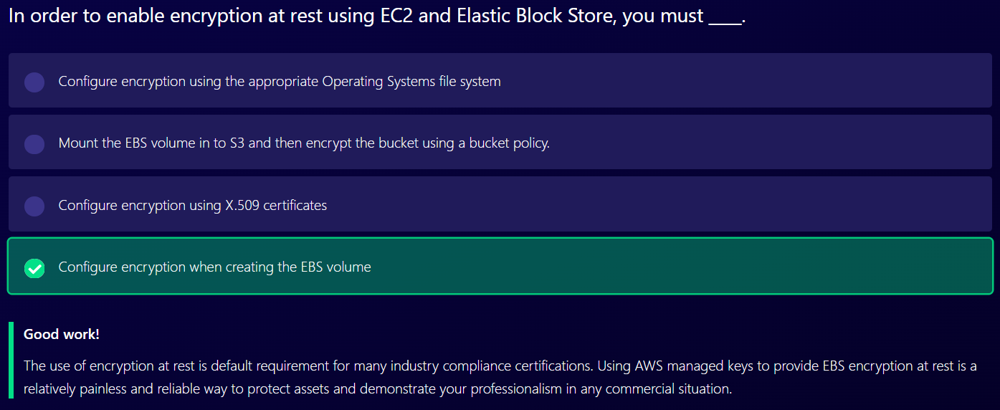 In order to enable encryption at rest using EC2 and Elastic Block Store, you must ____.
Configure encryption using the appropriate Operating Systems file system
Mount the EBS volume in to S3 and then encrypt the bucket using a bucket policy.
Configure encryption using X.509 certificates
Configure encryption when creating the EBS volume
Good work!
The use of encryption at rest is default requirement for many industry compliance certifications. Using AWS managed keys to provide EBS encryption at rest is a
relatively painless and reliable way to protect assets and demonstrate your professionalism in any commercial situation.